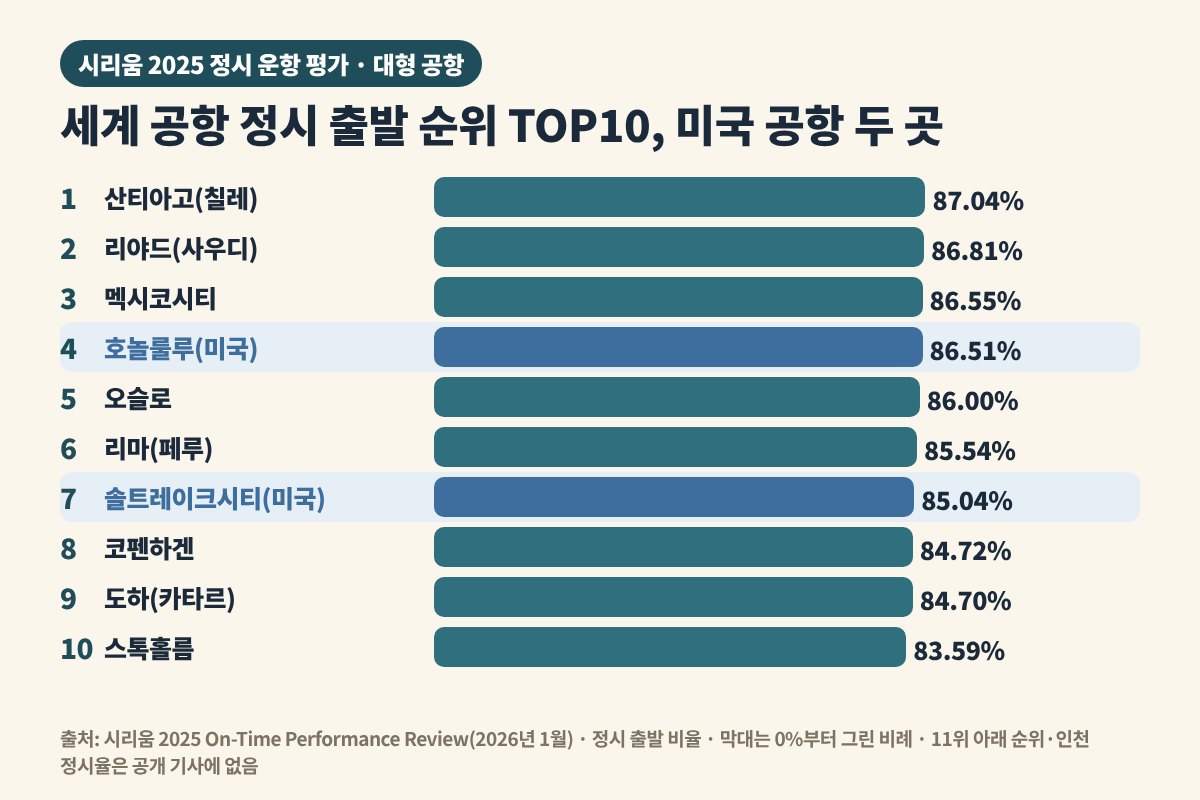 시리움 2025 정시 운항 평가 · 대형 공항
세계 공항 정시 출발 순위 TOP10, 미국 공항 두 곳
1 산티아고(칠레) 87.04%
2 리야드(사우디) 86.81%
3 멕시코시티 86.55%
4 호놀룰루(미국) 86.51%
5 오슬로 86.00%
6 리마(페루) 85.54%
7 솔트레이크시티(미국) 85.04%
8 코펜하겐 84.72%
9 도하(카타르) 84.70%
10 스톡홀름 83.59%
출처: 시리움 2025 On-Time Performance Review(2026년 1월) · 정시 출발 비율 · 막대는 0%부터 그린 비례 · 11위 아래 순위·인천
정시율은 공개 기사에 없음